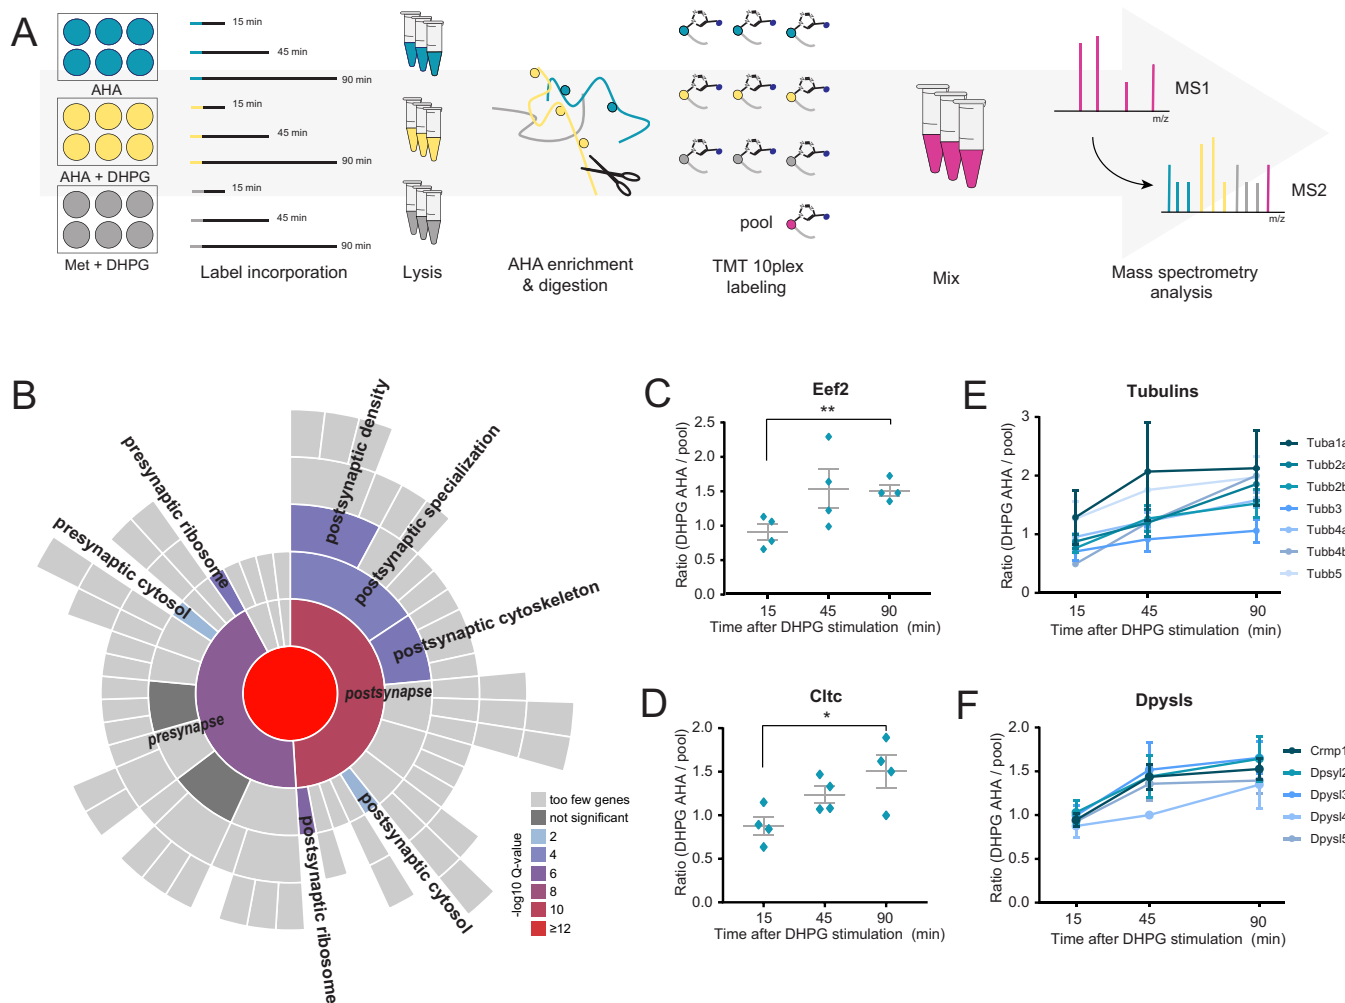 A
AHA
AHA + DHPG
Met + DHPG
15 min
45 min
90 min
15 min
45 min
90 min
15 min
45 min
90 min
Label incorporation
Lysis
AHA enrichment
& digestion
pool
TMT 10plex
labeling
Mix
MS1
m/z
MS2
m/z
Mass spectrometry
analysis
B
postsynaptic density
postsynaptic specialization
postsynaptic cytoskeleton
postsynapse
postsynaptic cytosol
postsynaptic ribosome
presynapse
presynaptic cytosol
presynaptic ribosome
too few genes
not significant
2
4
6
8
10
≥12
-log10 Q-value
C
Eef2
**
Ratio (DHPG AHA / pool)
2.5
2.0
1.5
1.0
0.5
0.0
15 45 90
Time after DHPG stimulation (min)
D
Cltc
*
Ratio (DHPG AHA / pool)
2.0
1.5
1.0
0.5
0.0
15 45 90
Time after DHPG stimulation (min)
E
Tubulins
Ratio (DHPG AHA / pool)
3
2
1
0
15 45 90
Time after DHPG stimulation (min)
Tuba1a
Tubb2a
Tubb2b
Tubb3
Tubb4a
Tubb4b
Tubb5
F
Dpysls
Ratio (DHPG AHA / pool)
2.0
1.5
1.0
0.5
0.0
15 45 90
Time after DHPG stimulation (min)
Crmp1
Dpsyl2
Dpysl3
Dpysl4
Dpysl5